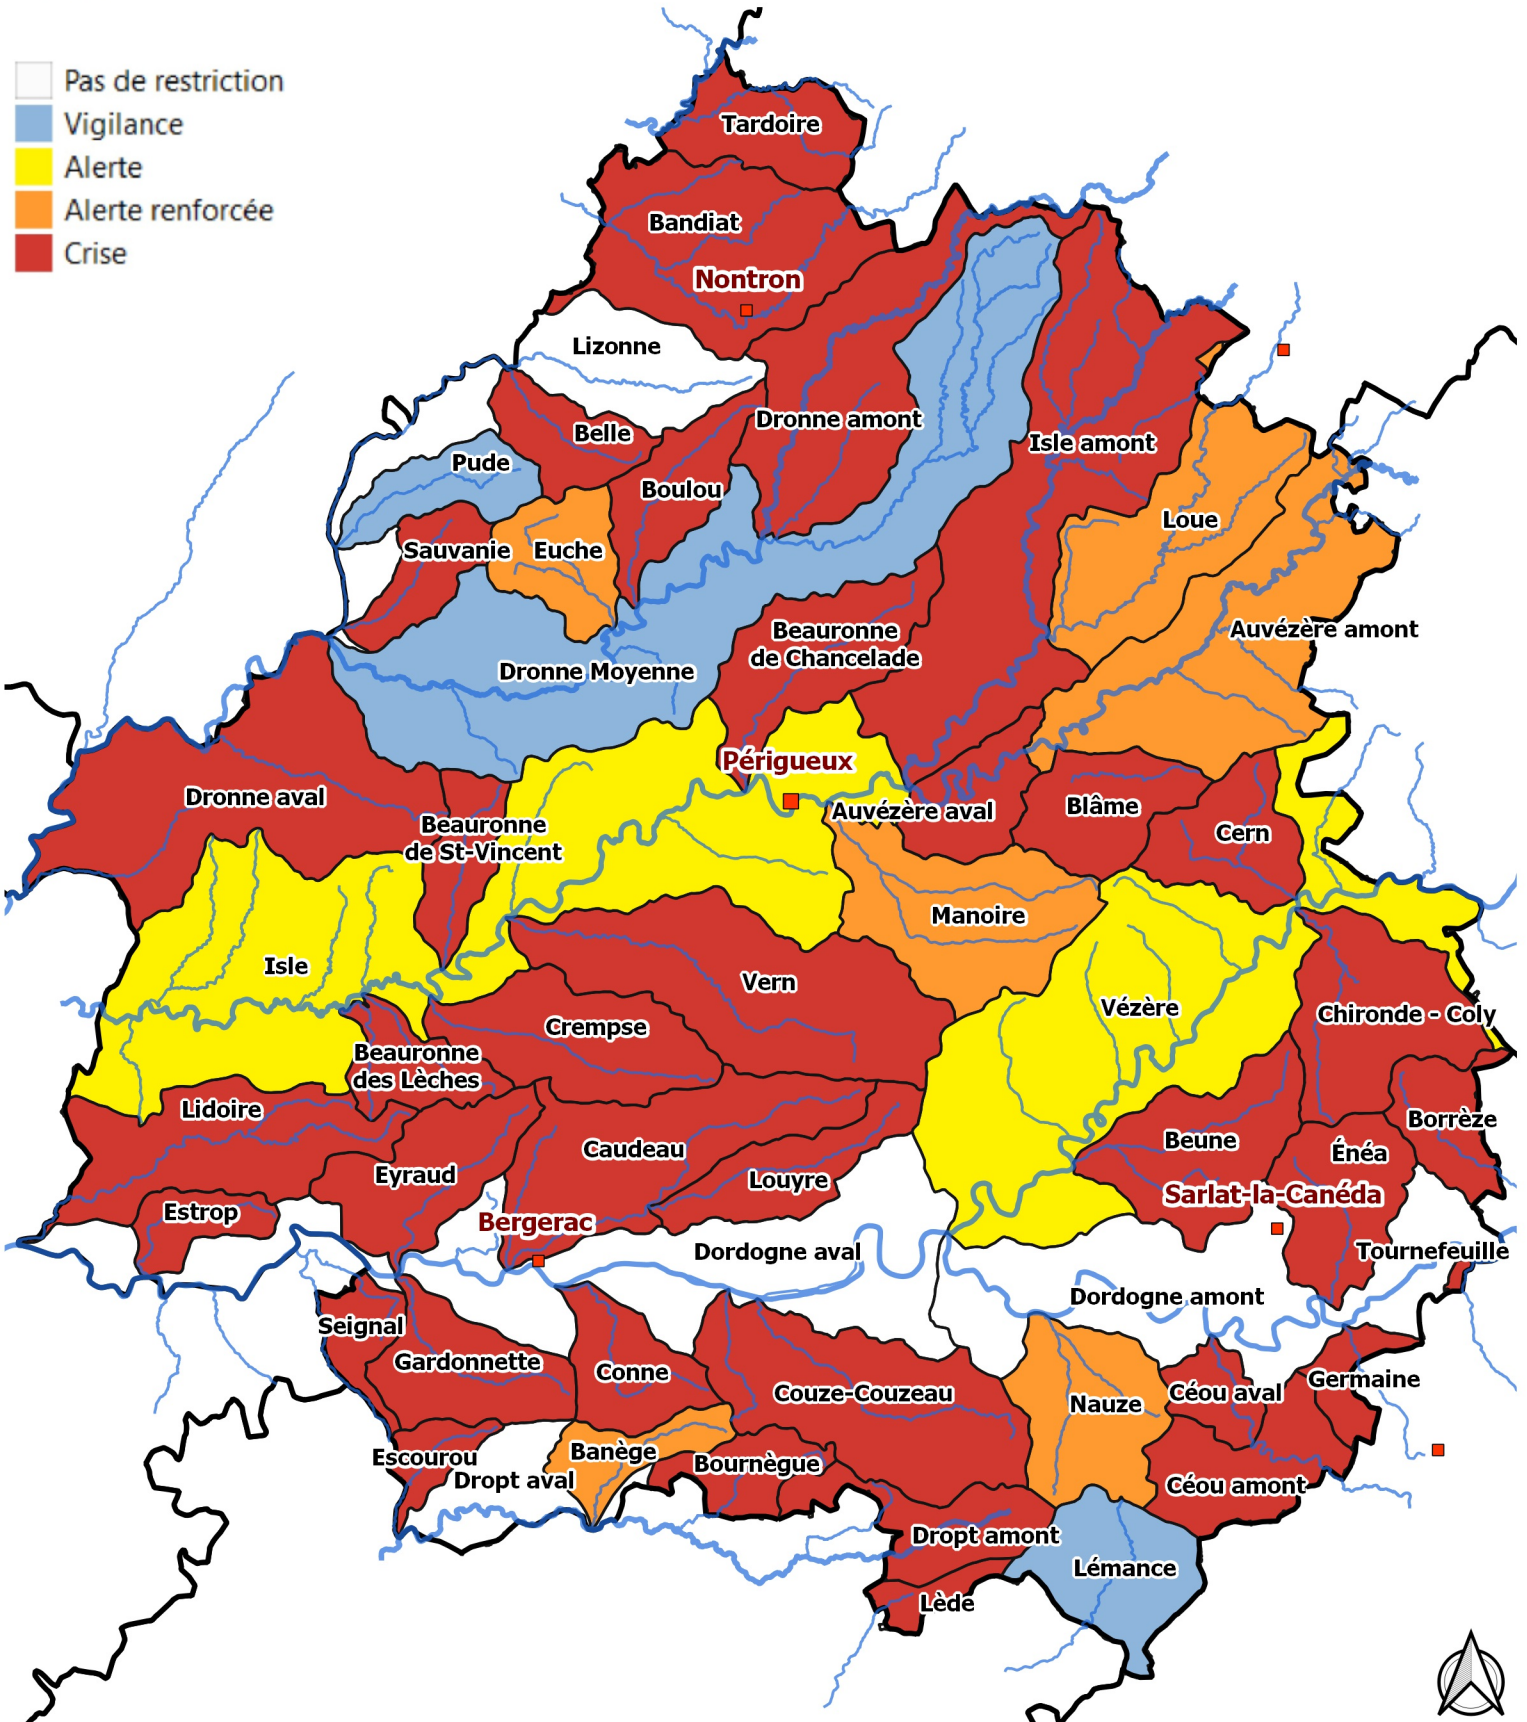 Pas de restriction
Vigilance
Alerte
Alerte renforcée
Crise
Tardoire
Bandiat
Nontron
Lizonne
Dronne amont
Belle
Isle amont
Pude
Boulou
Loue
Sauvanie
Euche
Auvézère amont
Beauronne
de Chancelade
Dronne Moyenne
Périgueux
Dronne aval
Auvézère aval
Blâme
Beauronne
de St-Vincent
Cern
Manoire
Isle
Vern
Vézère
Chironde - Coly
Crempse
Beauronne
des Lèches
Lidoire
Borrèze
Beune
Caudeau
Énéa
Eyraud
Louyre
Sarlat-la-Canéda
Estrop
Bergerac
Dordogne aval
Tournefeuille
Dordogne amont
Seignal
Gardonnette
Conne
Germaine
Couze-Couzeau
Céou aval
Nauze
Banège
Escourou
Bournègue
Dropt aval
Céou amont
Dropt amont
Lémance
Lède